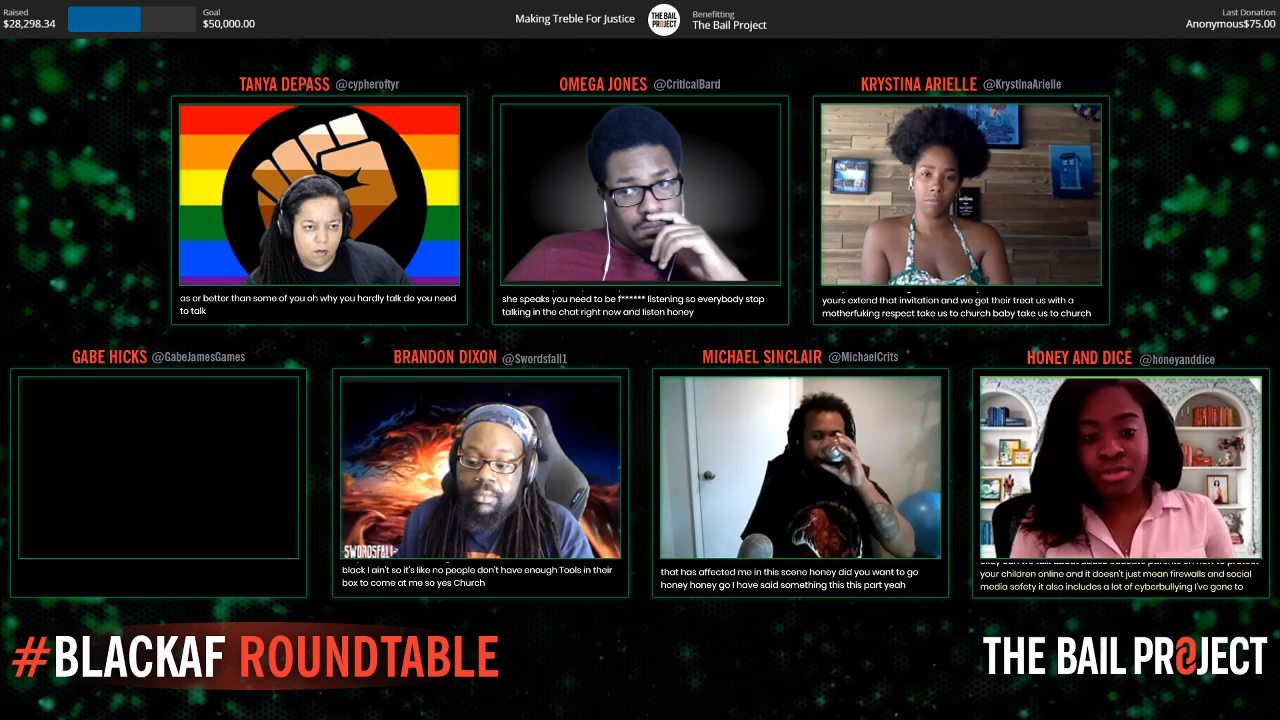 Raised
$28,298.34
Goal
$50,000.00
Making Treble For Justice
THE BAIL
PROJECT
Benefitting
The Bail Project
Last Donation
Anonymous$75.00
TANYA DEPASS @cypheroftyr
OMEGA JONES @CriticalBard
KRYSTINA ARIELLE @KrystinaArielle
as or better than some of you oh why you hardly talk do you need
to talk
she speaks you need to be f****** listening so everybody stop
talking in the chat right now and listen honey
yours extend that invitation and we get their treat us with a
motherfuking respect take us to church baby take us to church
GABE HICKS @GabeJamesGames
BRANDON DIXON @Swordsfall1
MICHAEL SINCLAIR @MichaelCrits
HONEY AND DICE @honeyanddice
SWORDSFALL
black I ain't so it's like no people don't have enough Tools in their
box to come at me so yes Church
that has affected me in this scene honey did you want to go
honey honey go I have said something this this part yeah
your children online and it doesn't just mean firewalls and social
media safety it also includes a lot of cyberbullying I've gone to
#BLACKAF ROUNDTABLE
THE BAIL PROJECT